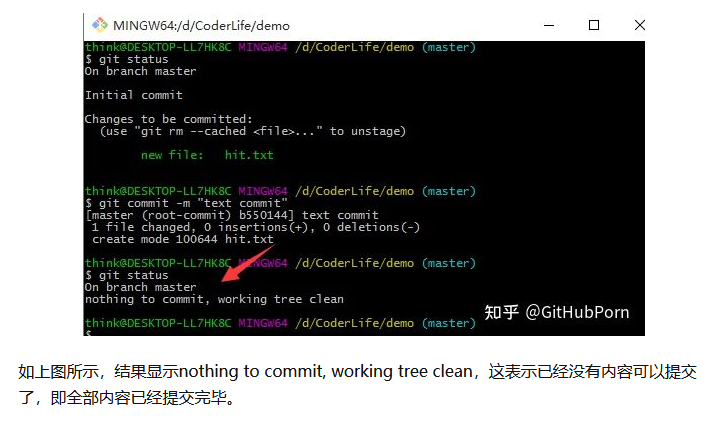 MINGW64:/d/CoderLife/demo
think@DESKTOP-LL7HK8C MINGW64 /d/CoderLife/demo (master)
$ git status
On branch master
Initial commit
Changes to be committed:
(use "git rm --cached <file>..." to unstage)
new file: hit.txt
think@DESKTOP-LL7HK8C MINGW64 /d/CoderLife/demo (master)
$ git commit -m "text commit"
[master (root-commit) b550144] text commit
1 file changed, 0 insertions(+), 0 deletions(-)
create mode 100644 hit.txt
think@DESKTOP-LL7HK8C MINGW64 /d/CoderLife/demo (master)
$ git status
On branch master
nothing to commit, working tree clean
think@DESKTOP-LL7HK8C MINGW64 /d/CoderLife/demo (master)
$
知乎 @GitHubPorn
如上图所示，结果显示nothing to commit, working tree clean，这表示已经没有内容可以提交
了，即全部内容已经提交完毕。